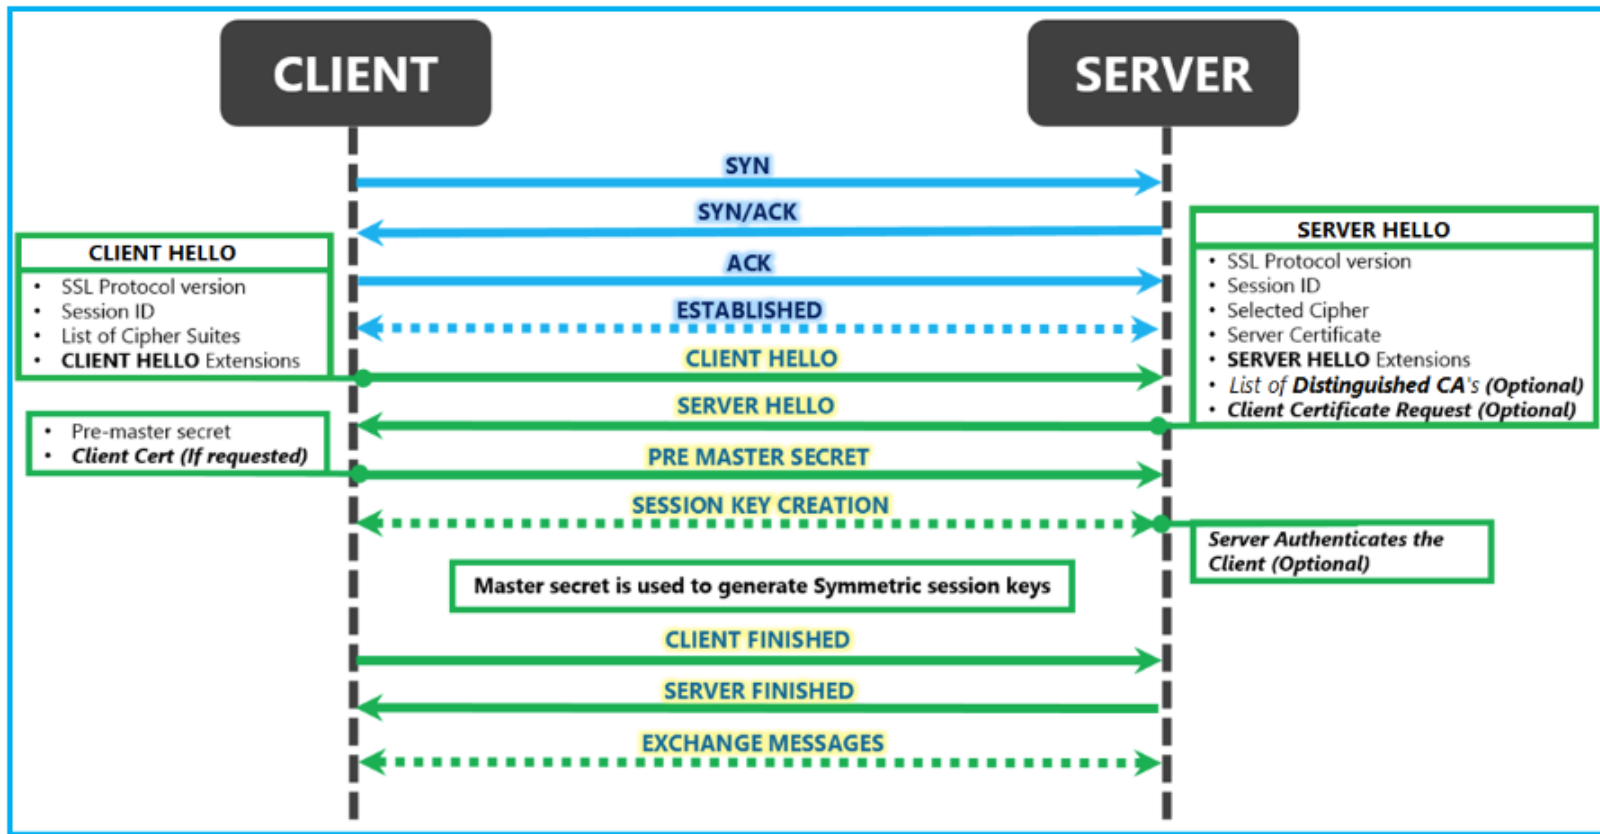 CLIENT
SERVER
SYN
SYN/ACK
ACK
ESTABLISHED
CLIENT HELLO
• SSL Protocol version
• Session ID
• List of Cipher Suites
• CLIENT HELLO Extensions
SERVER HELLO
• SSL Protocol version
• Session ID
• Selected Cipher
• Server Certificate
• SERVER HELLO Extensions
• List of Distinguished CA's (Optional)
• Client Certificate Request (Optional)
CLIENT HELLO
SERVER HELLO
• Pre-master secret
• Client Cert (If requested)
PRE MASTER SECRET
SESSION KEY CREATION
Server Authenticates the
Client (Optional)
Master secret is used to generate Symmetric session keys
CLIENT FINISHED
SERVER FINISHED
EXCHANGE MESSAGES